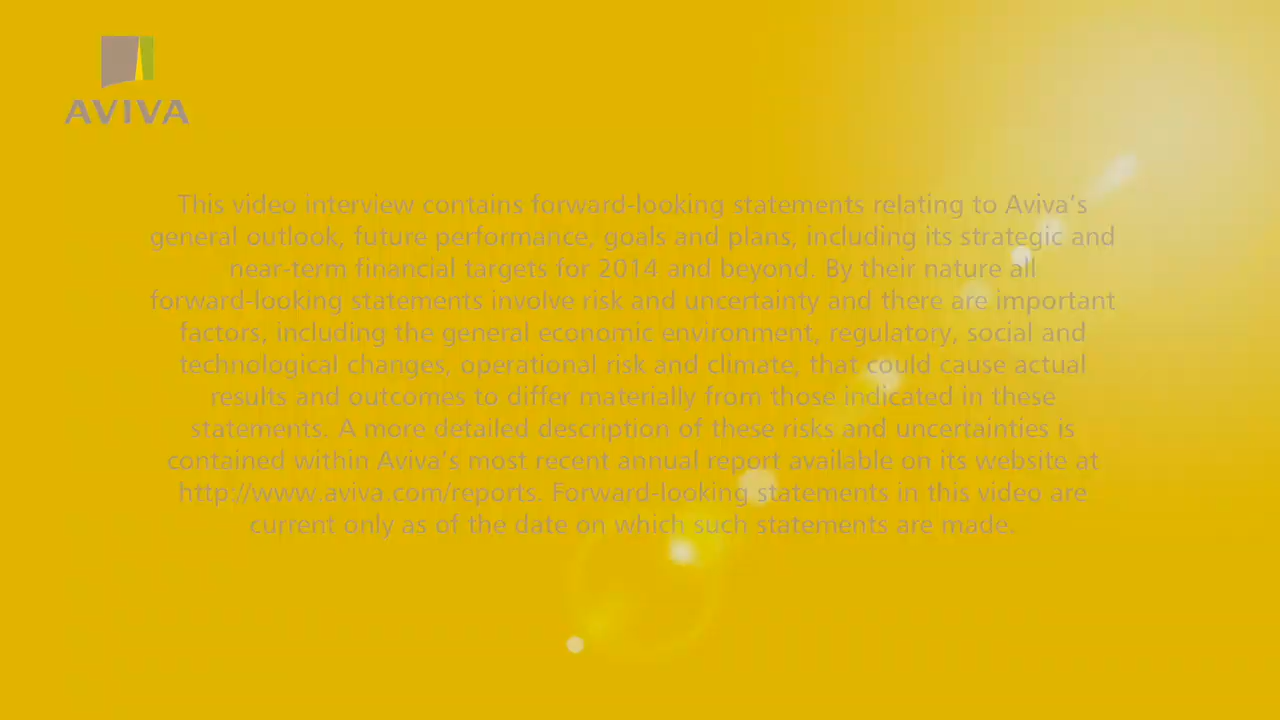 AVIVA
This video interview contains forward-looking statements relating to Aviva's
general outlook, future performance, goals and plans, including its strategic and
near-term financial targets for 2014 and beyond. By their nature all
forward-looking statements involve risk and uncertainty and there are important
factors, including the general economic environment, regulatory, social and
technological changes, operational risk and climate, that could cause actual
results and outcomes to differ materially from those indicated in these
statements. A more detailed description of these risks and uncertainties is
contained within Aviva's most recent annual report available on its website at
http://www.aviva.com/reports. Forward-looking statements in this video are
current only as of the date on which such statements are made.